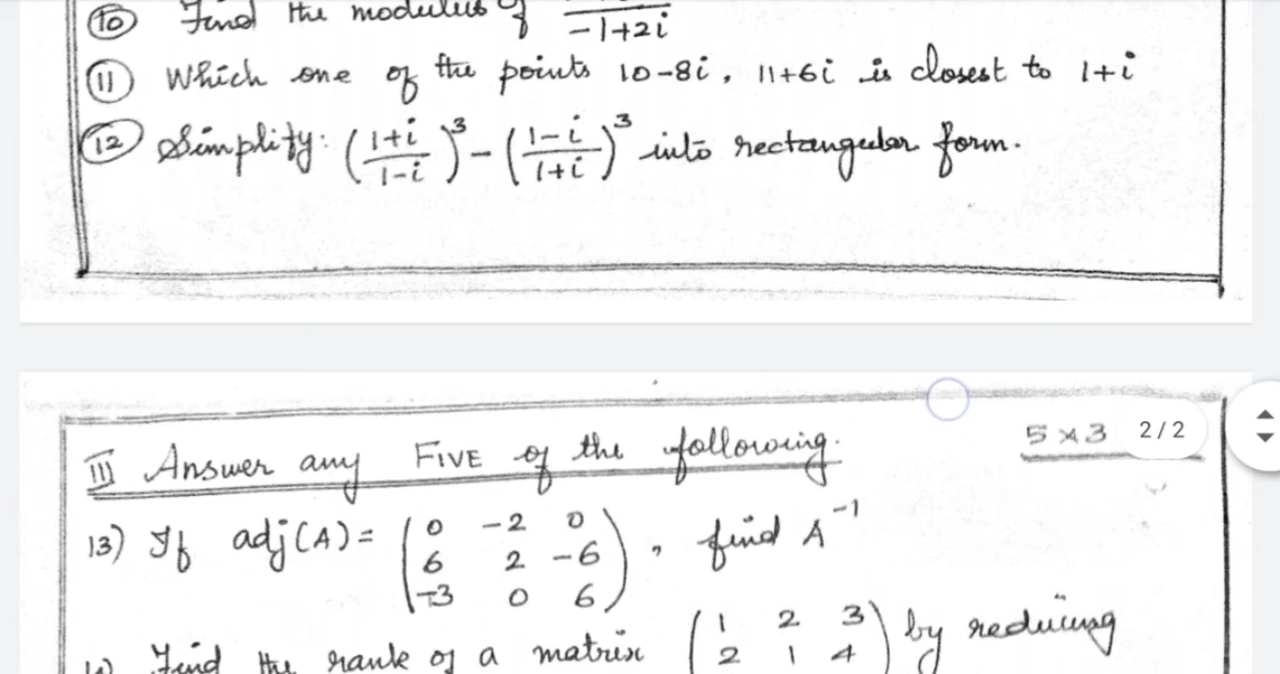 10 Find the modulus of /-1+2i
11 Which one of the points 10-8i, 11+6i is closest to 1+i
12 Simplify: (1+i/1-i)^3 - (1-i/1+i)^3 into rectangular form.
III Answer any FIVE of the following. 5x3 2/2
13) If adj(A)= (0 -2 0
6 2 -6
-3 0 6), find A^-1
Find the rank of a matrix (1 2 3
2 1 4) by reducing